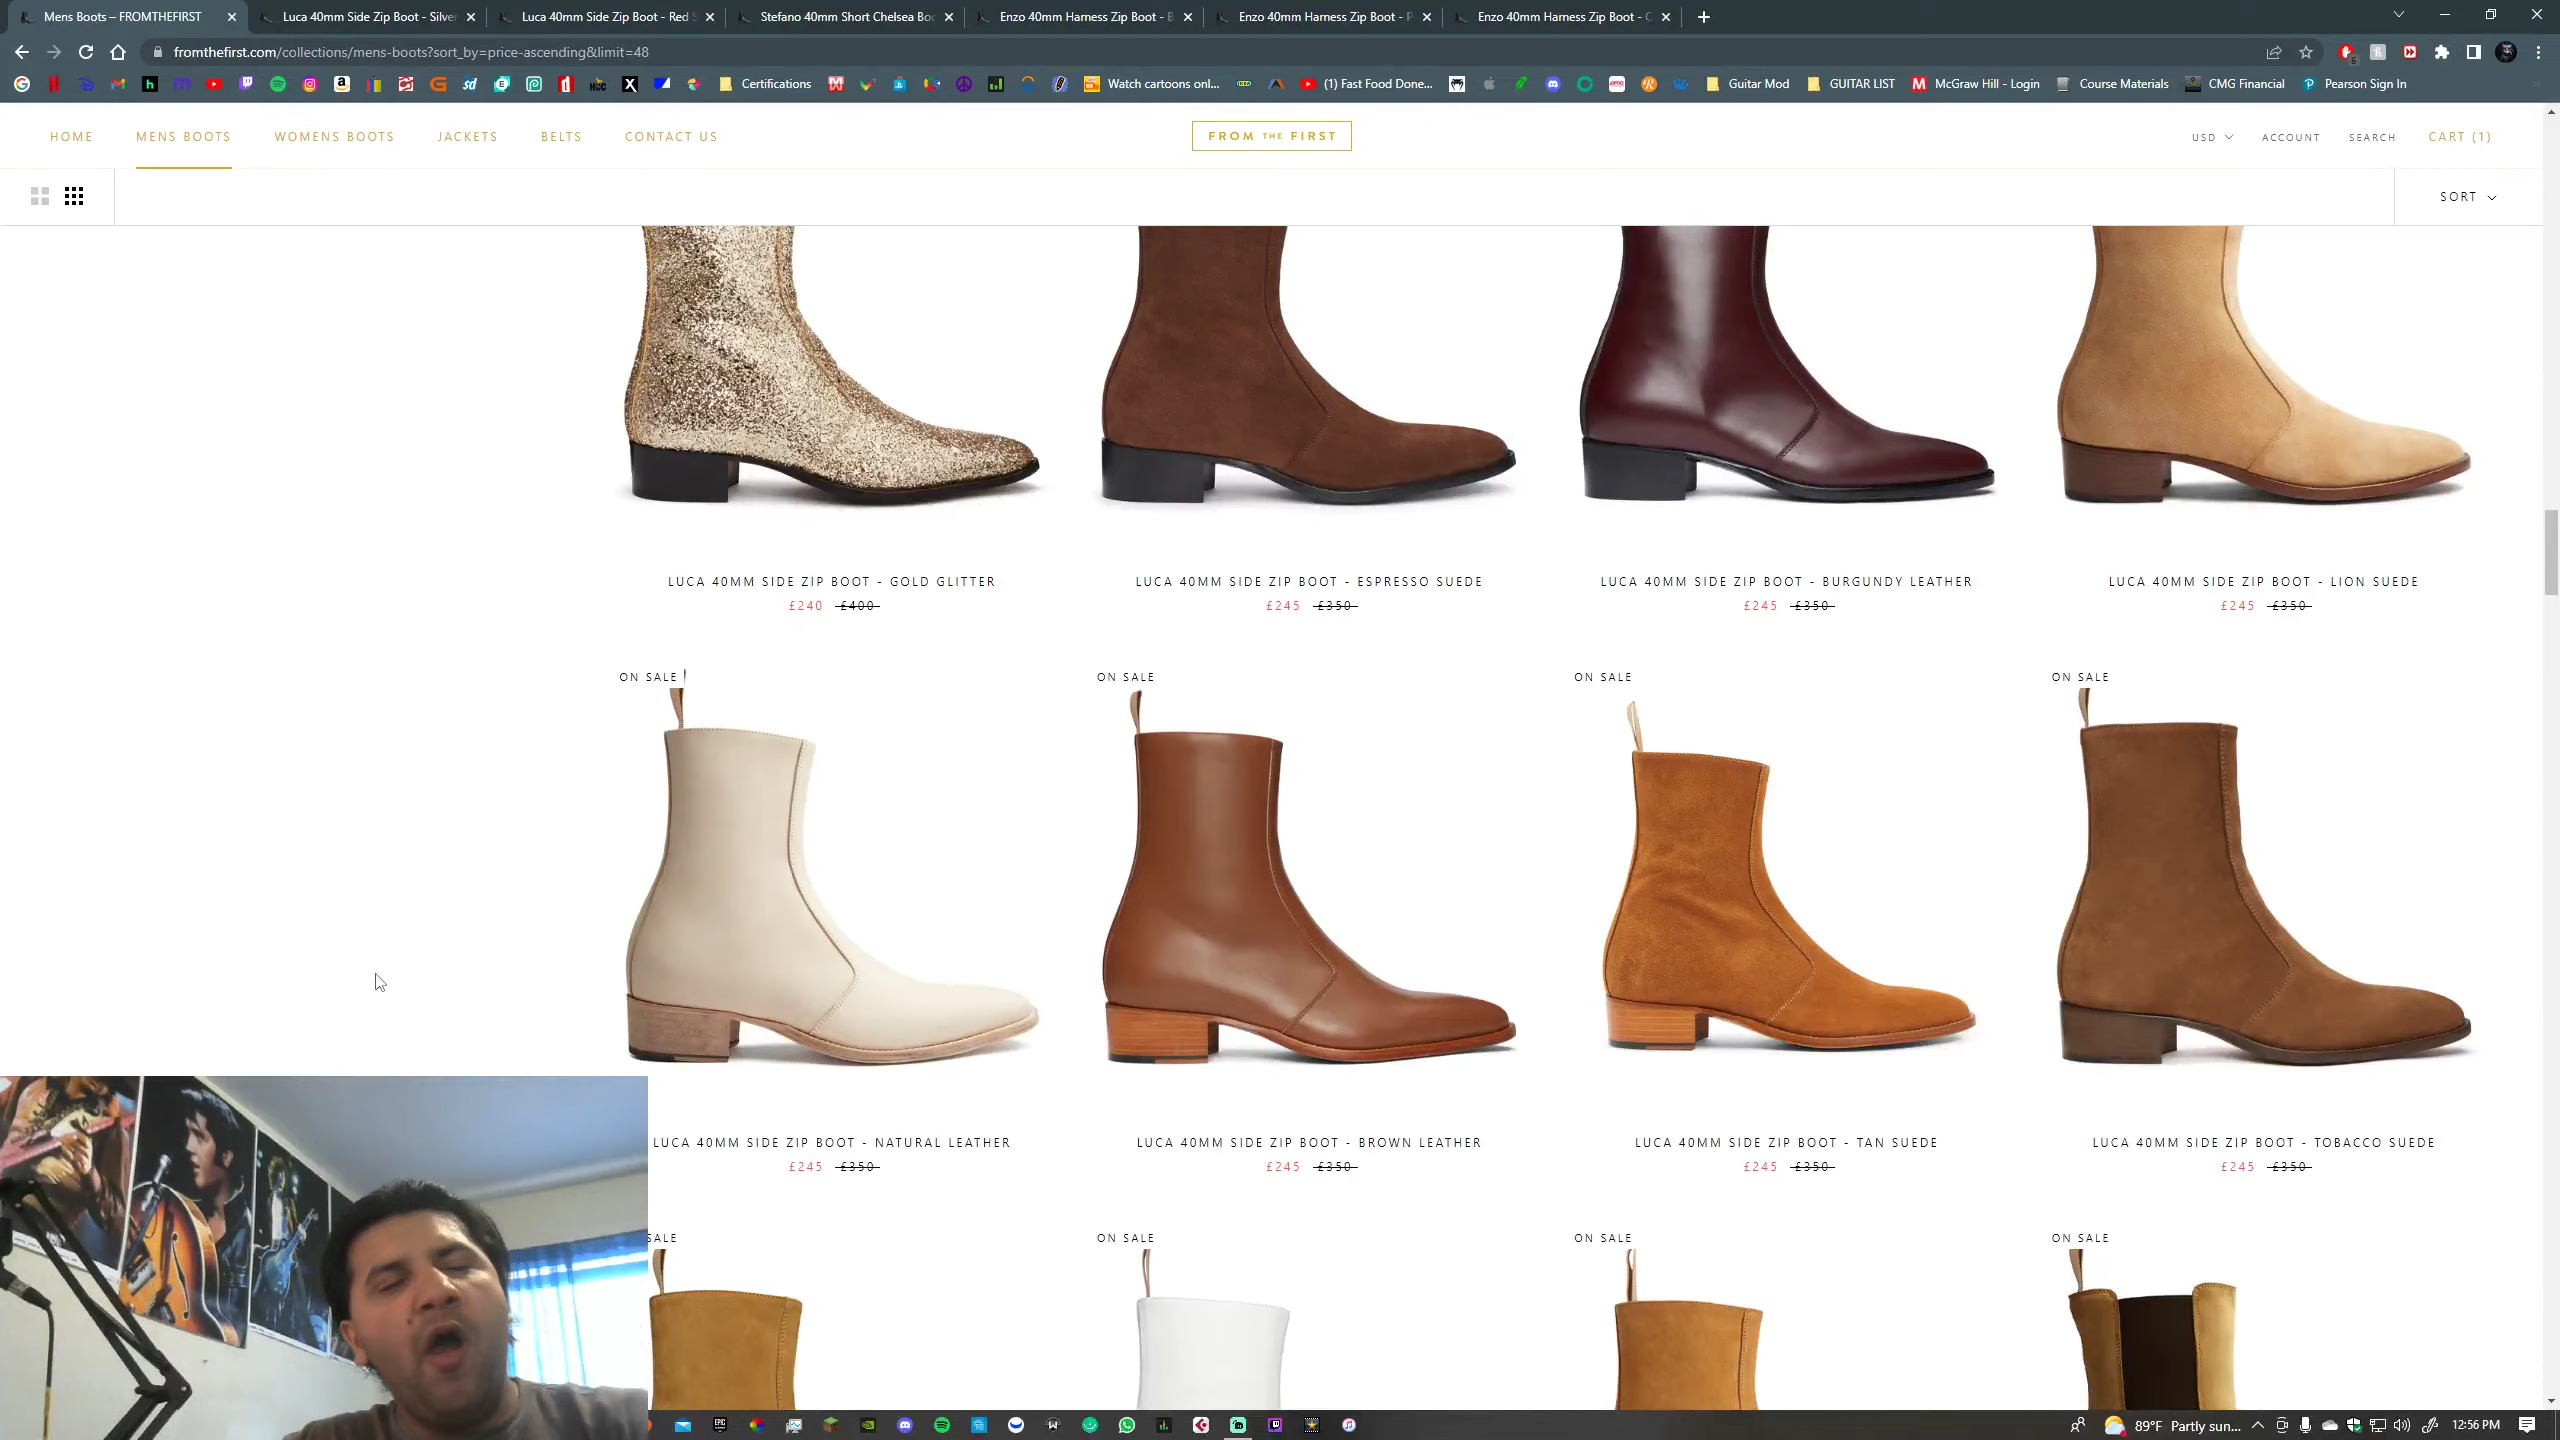 Mens Boots – FROMTHEFIRST
Luca 40mm Side Zip Boot - Silver
Luca 40mm Side Zip Boot - Red S
Stefano 40mm Short Chelsea Boo
Enzo 40mm Harness Zip Boot - B
Enzo 40mm Harness Zip Boot - P
Enzo 40mm Harness Zip Boot - C
fromthefirst.com/collections/mens-boots?sort_by=price-ascending&limit=48
Certifications
Watch cartoons onl...
(1) Fast Food Done...
Guitar Mod
GUITAR LIST
McGraw Hill - Login
Course Materials
CMG Financial
Pearson Sign In
HOME
MENS BOOTS
WOMENS BOOTS
JACKETS
BELTS
CONTACT US
FROM THE FIRST
USD
ACCOUNT
SEARCH
CART (1)
SORT
LUCA 40MM SIDE ZIP BOOT - GOLD GLITTER
£240 £400
LUCA 40MM SIDE ZIP BOOT - ESPRESSO SUEDE
£245 £350
LUCA 40MM SIDE ZIP BOOT - BURGUNDY LEATHER
£245 £350
LUCA 40MM SIDE ZIP BOOT - LION SUEDE
£245 £350
ON SALE
ON SALE
ON SALE
ON SALE
LUCA 40MM SIDE ZIP BOOT - NATURAL LEATHER
£245 £350
LUCA 40MM SIDE ZIP BOOT - BROWN LEATHER
£245 £350
LUCA 40MM SIDE ZIP BOOT - TAN SUEDE
£245 £350
LUCA 40MM SIDE ZIP BOOT - TOBACCO SUEDE
£245 £350
SALE
ON SALE
ON SALE
ON SALE
89°F Partly sun...
12:56 PM